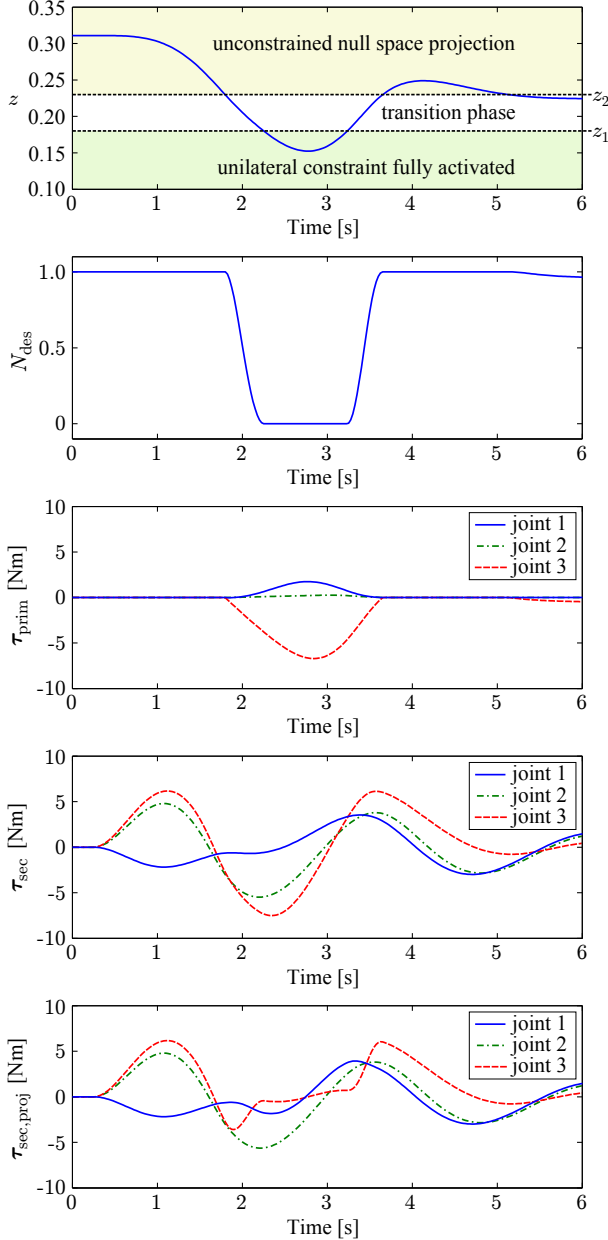 0.35
0.30
0.25
0.20
0.15
0.10
z
unconstrained null space projection
transition phase
unilateral constraint fully activated
z2
z1
0 1 2 3 4 5 6
Time [s]
1.0
0.5
0
N_des
0 1 2 3 4 5 6
Time [s]
10
5
0
-5
-10
τ_prim [Nm]
joint 1
joint 2
joint 3
0 1 2 3 4 5 6
Time [s]
10
5
0
-5
-10
τ_sec [Nm]
joint 1
joint 2
joint 3
0 1 2 3 4 5 6
Time [s]
10
5
0
-5
-10
τ_sec,proj [Nm]
joint 1
joint 2
joint 3
0 1 2 3 4 5 6
Time [s]